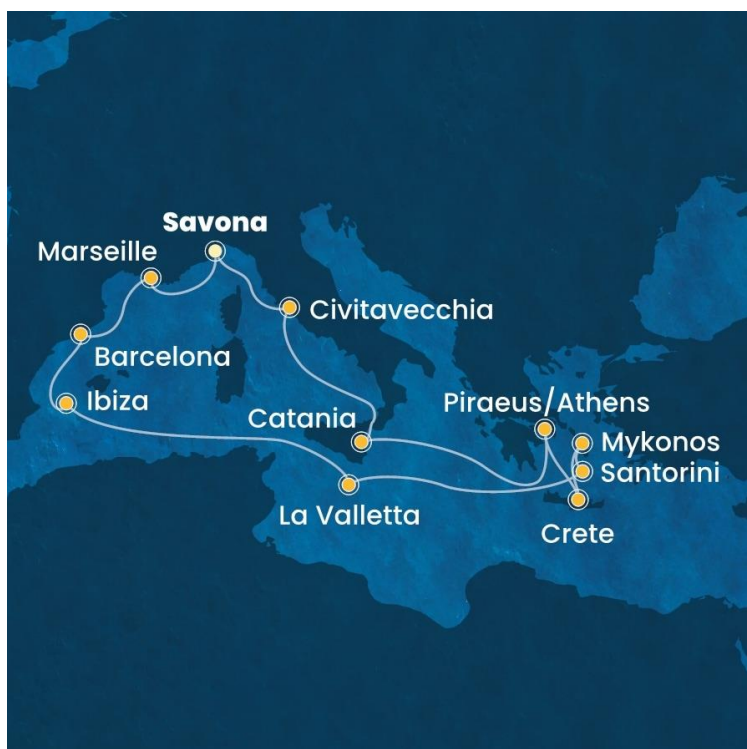 Savona
Marseille
Civitavecchia
Barcelona
Ibiza
Piraeus/Athens
Catania
Mykonos
Santorini
La Valletta
Crete